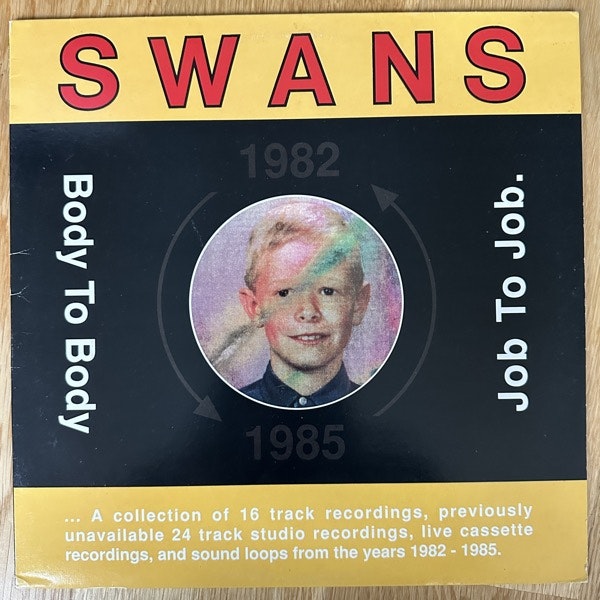 SWANS
1982
Body To Body
Job To Job.
1985
... A collection of 16 track recordings, previously
unavailable 24 track studio recordings, live cassette
recordings, and sound loops from the years 1982 - 1985.